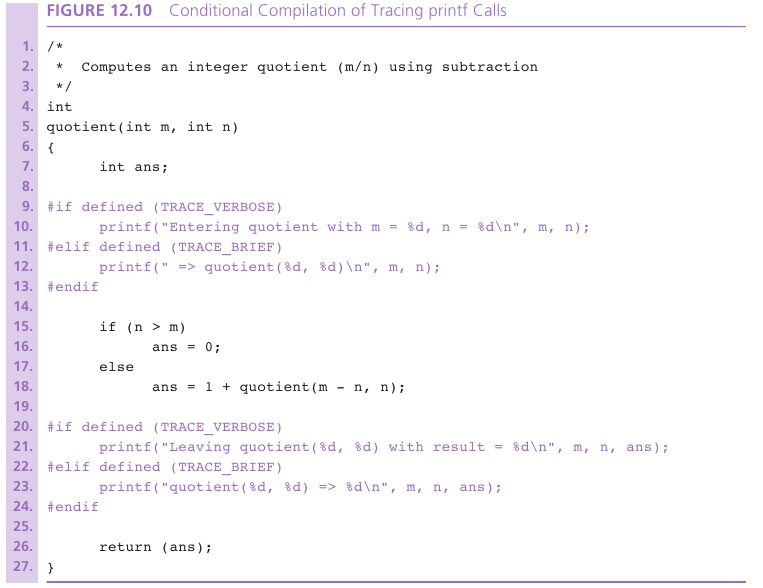 FIGURE 12.10 Conditional Compilation of Tracing printf Calls
1. /*
2.  *  Computes an integer quotient (m/n) using subtraction
3.  */
4. int
5. quotient(int m, int n)
6. {
7.       int ans;
8.
9. #if defined (TRACE_VERBOSE)
10.       printf("Entering quotient with m = %d, n = %d\n", m, n);
11. #elif defined (TRACE_BRIEF)
12.       printf(" => quotient(%d, %d)\n", m, n);
13. #endif
14.
15.       if (n > m)
16.             ans = 0;
17.       else
18.             ans = 1 + quotient(m - n, n);
19.
20. #if defined (TRACE_VERBOSE)
21.       printf("Leaving quotient(%d, %d) with result = %d\n", m, n, ans);
22. #elif defined (TRACE_BRIEF)
23.       printf("quotient(%d, %d) => %d\n", m, n, ans);
24. #endif
25.
26.       return (ans);
27. }